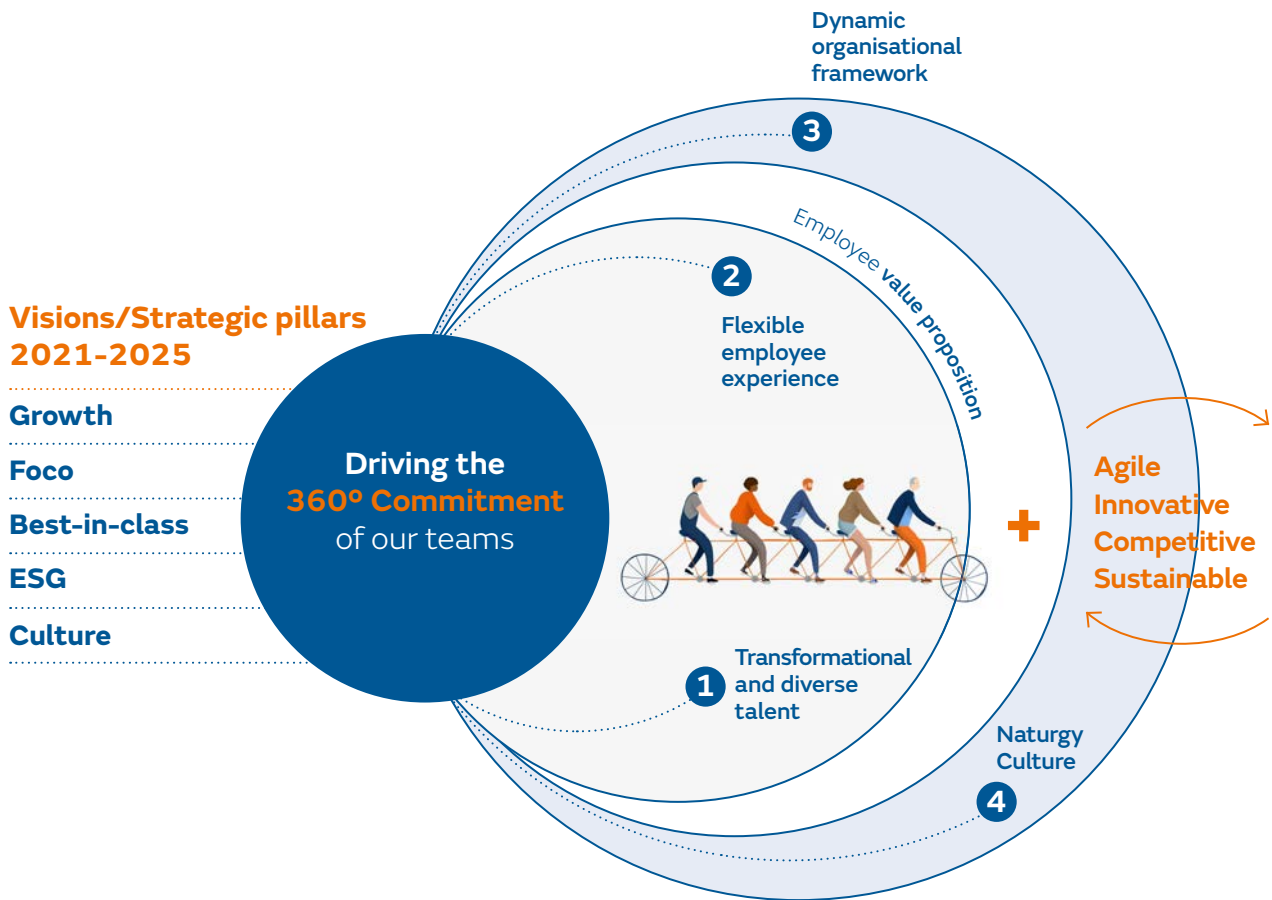 Dynamic
organisational
framework
3
Employee value proposition
2
Flexible
employee
experience
Visions/Strategic pillars
2021-2025
Growth
Foco
Best-in-class
ESG
Culture
Driving the
360º Commitment
of our teams
+
Agile
Innovative
Competitive
Sustainable
1
Transformational
and diverse
talent
Naturgy
Culture
4